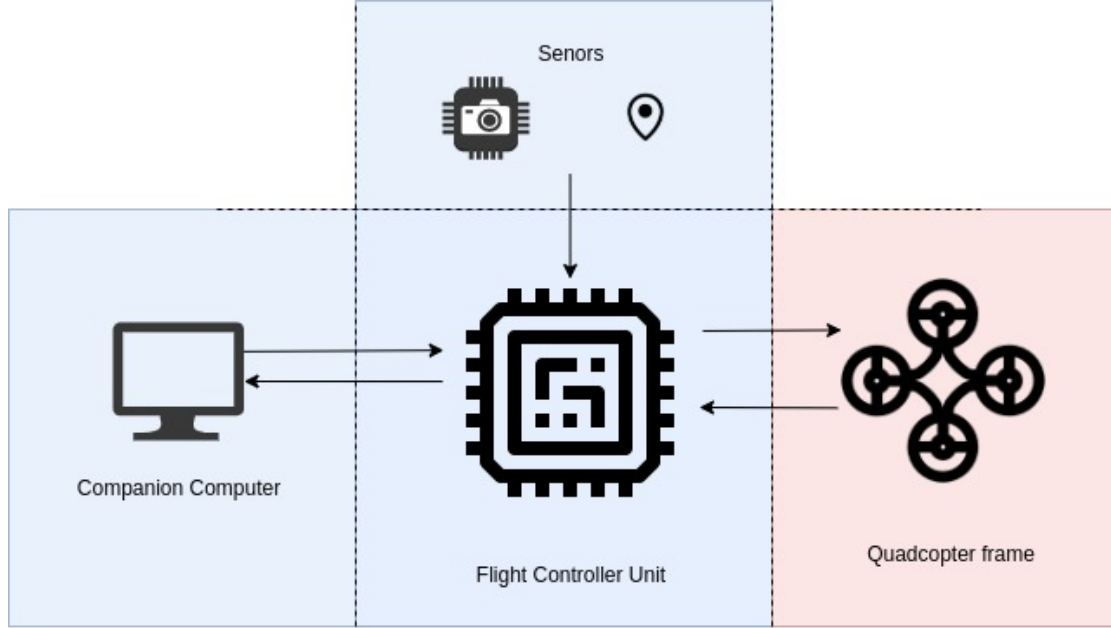 Senors
Companion Computer
Flight Controller Unit
Quadcopter frame